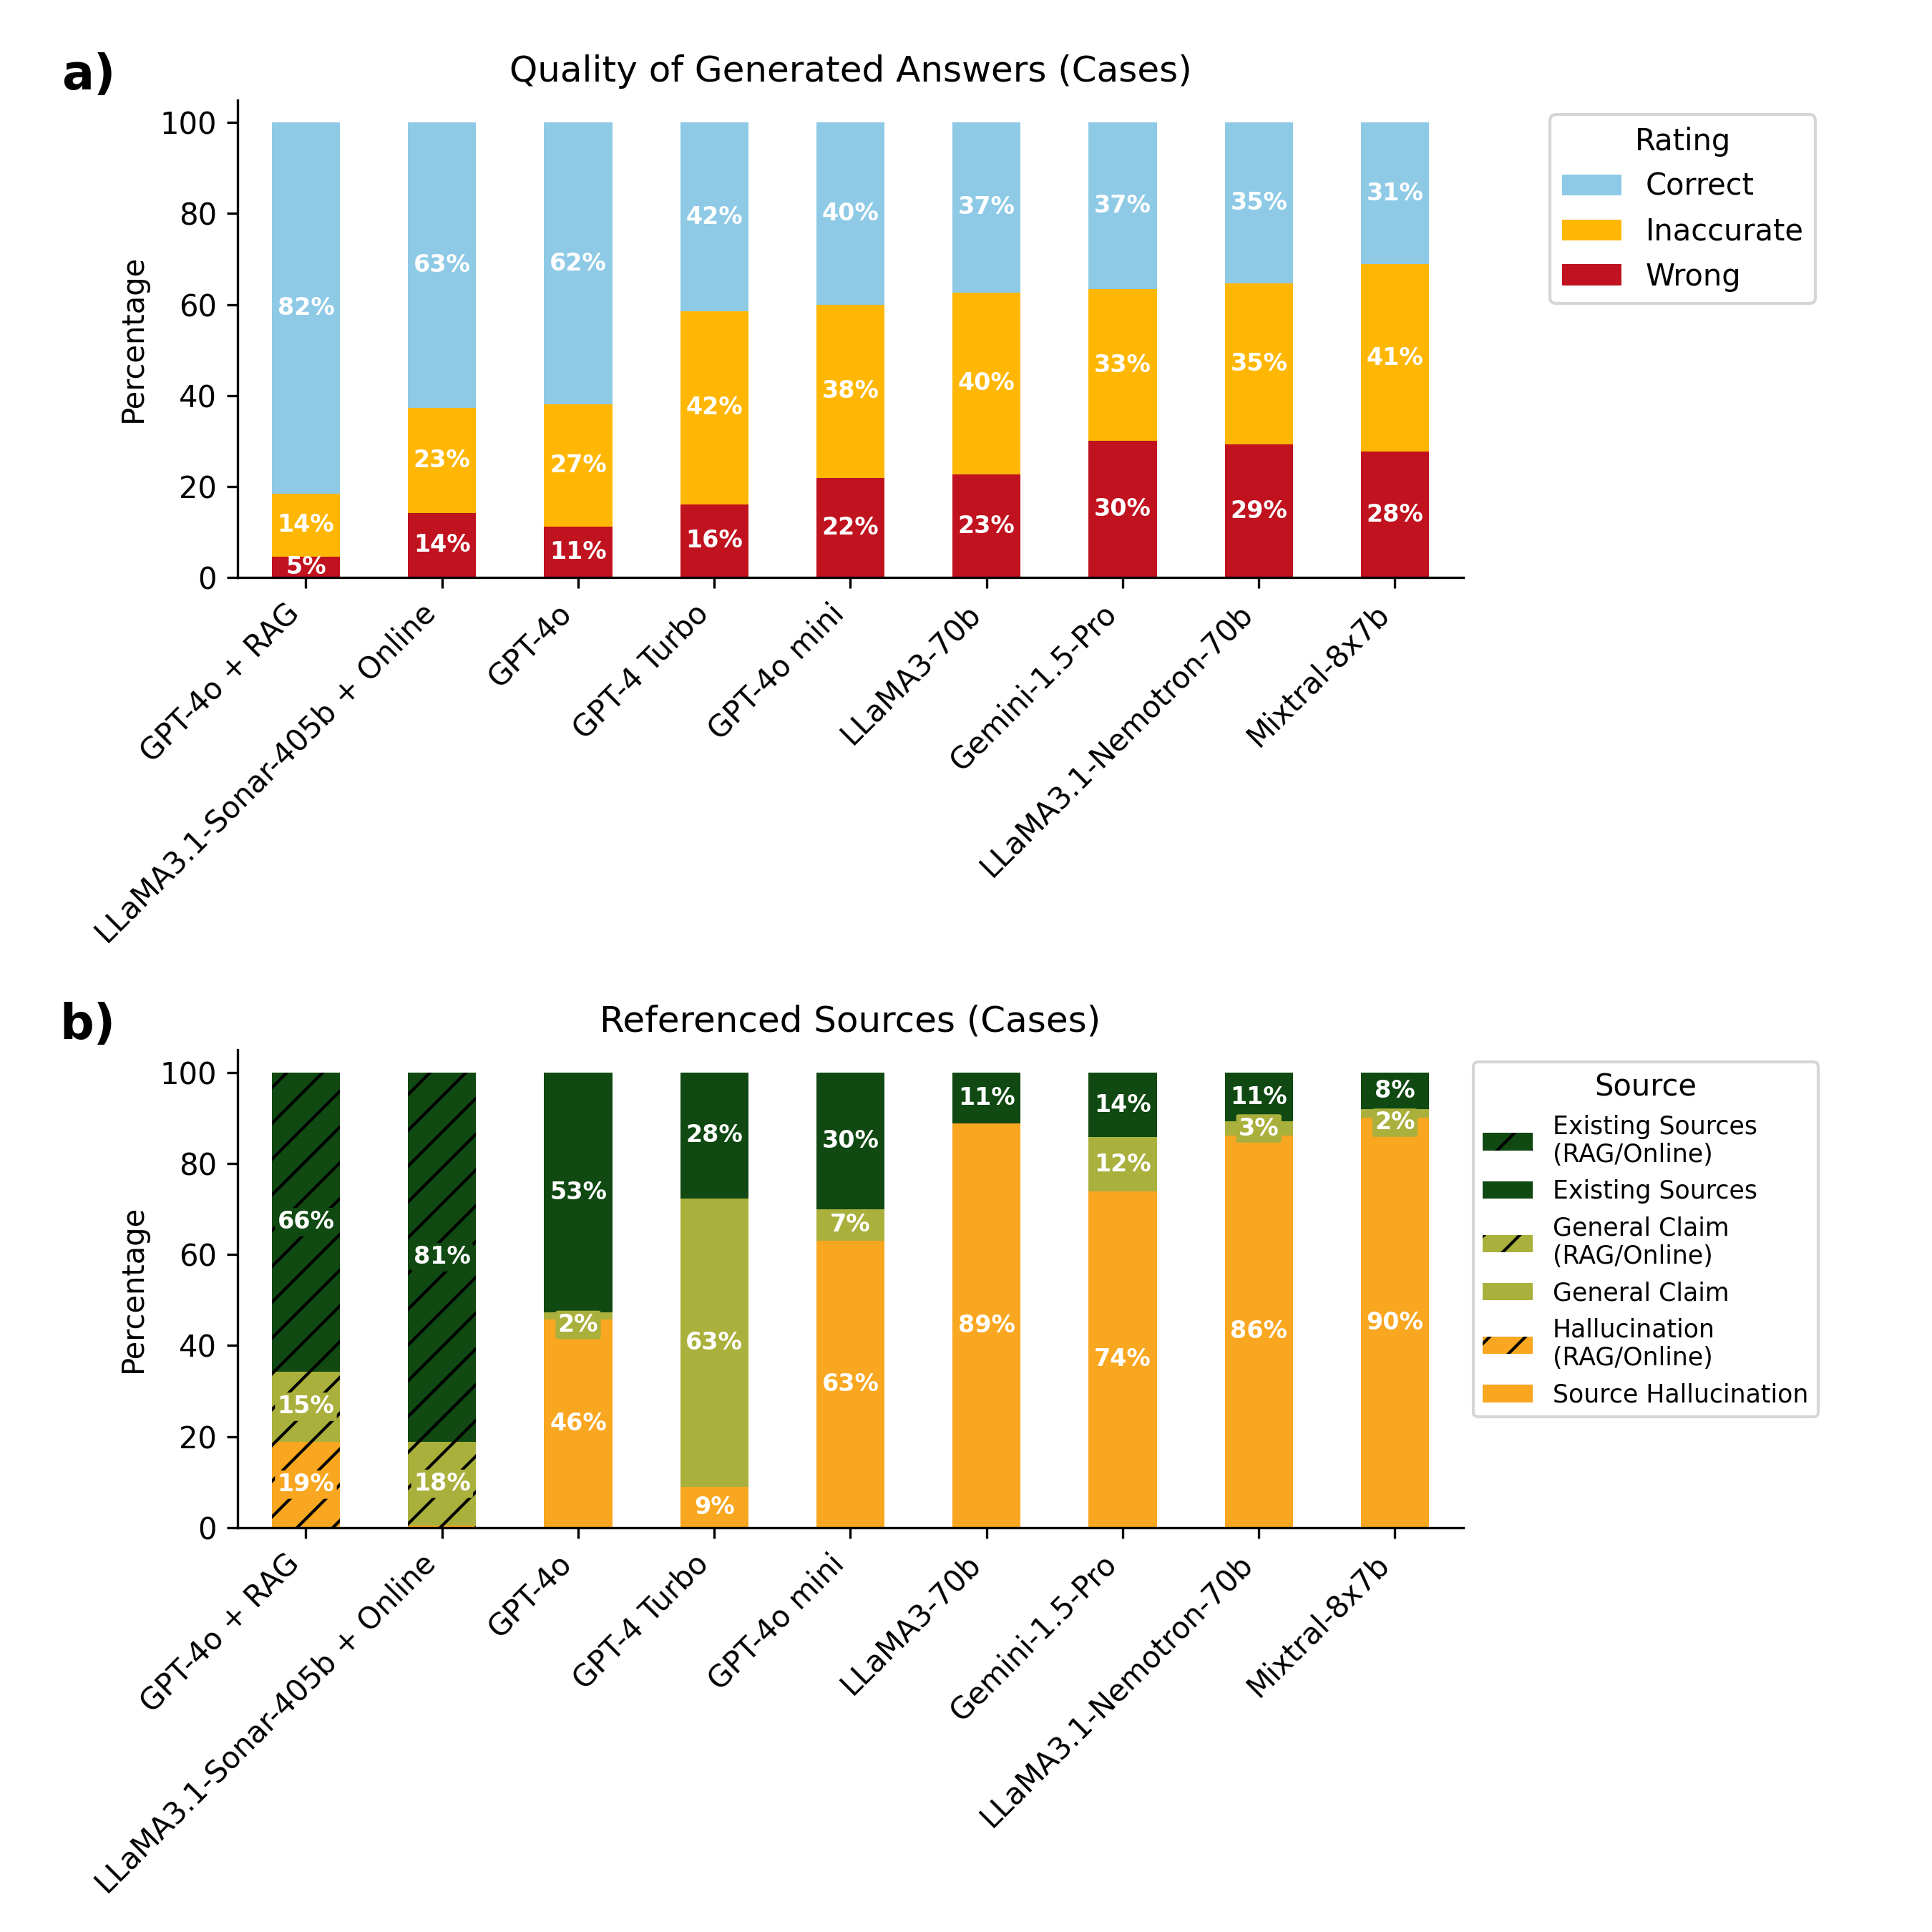 a)
Quality of Generated Answers (Cases)
Percentage
100
80
60
40
20
0
82%
14%
5%
63%
23%
14%
62%
27%
11%
42%
42%
16%
40%
38%
22%
37%
40%
23%
37%
33%
30%
35%
35%
29%
31%
41%
28%
GPT-4o + RAG
LLaMA3.1-Sonar-405b + Online
GPT-4o
GPT-4 Turbo
GPT-4o mini
LLaMA3-70b
Gemini-1.5-Pro
LLaMA3.1-Nemotron-70b
Mixtral-8x7b
Rating
Correct
Inaccurate
Wrong
b)
Referenced Sources (Cases)
Percentage
100
80
60
40
20
0
66%
15%
19%
81%
18%
53%
2%
46%
28%
63%
9%
30%
7%
63%
11%
89%
14%
12%
74%
11%
3%
86%
8%
2%
90%
GPT-4o + RAG
LLaMA3.1-Sonar-405b + Online
GPT-4o
GPT-4 Turbo
GPT-4o mini
LLaMA3-70b
Gemini-1.5-Pro
LLaMA3.1-Nemotron-70b
Mixtral-8x7b
Source
Existing Sources
(RAG/Online)
Existing Sources
General Claim
(RAG/Online)
General Claim
Hallucination
(RAG/Online)
Source Hallucination